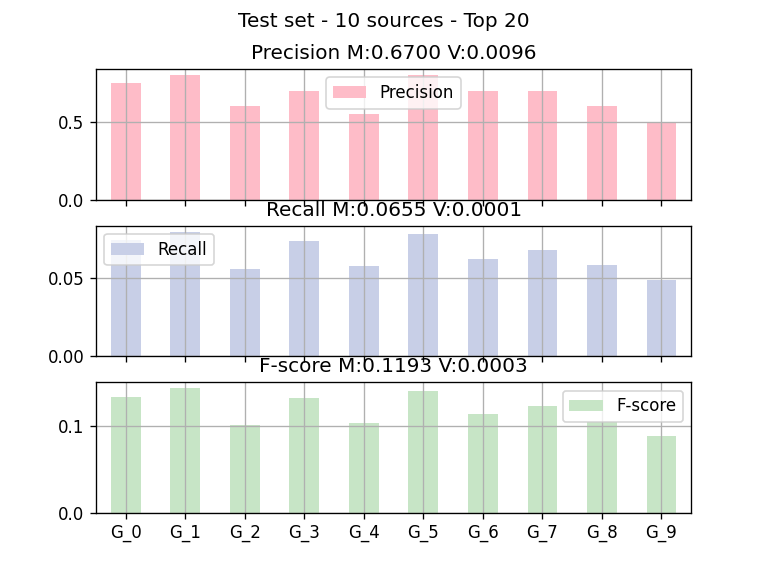 Test set - 10 sources - Top 20
Precision M:0.6700 V:0.0096
Precision
0.5
0.0
Recall M:0.0655 V:0.0001
Recall
0.05
0.00
F-score M:0.1193 V:0.0003
F-score
0.1
0.0
G_0 G_1 G_2 G_3 G_4 G_5 G_6 G_7 G_8 G_9